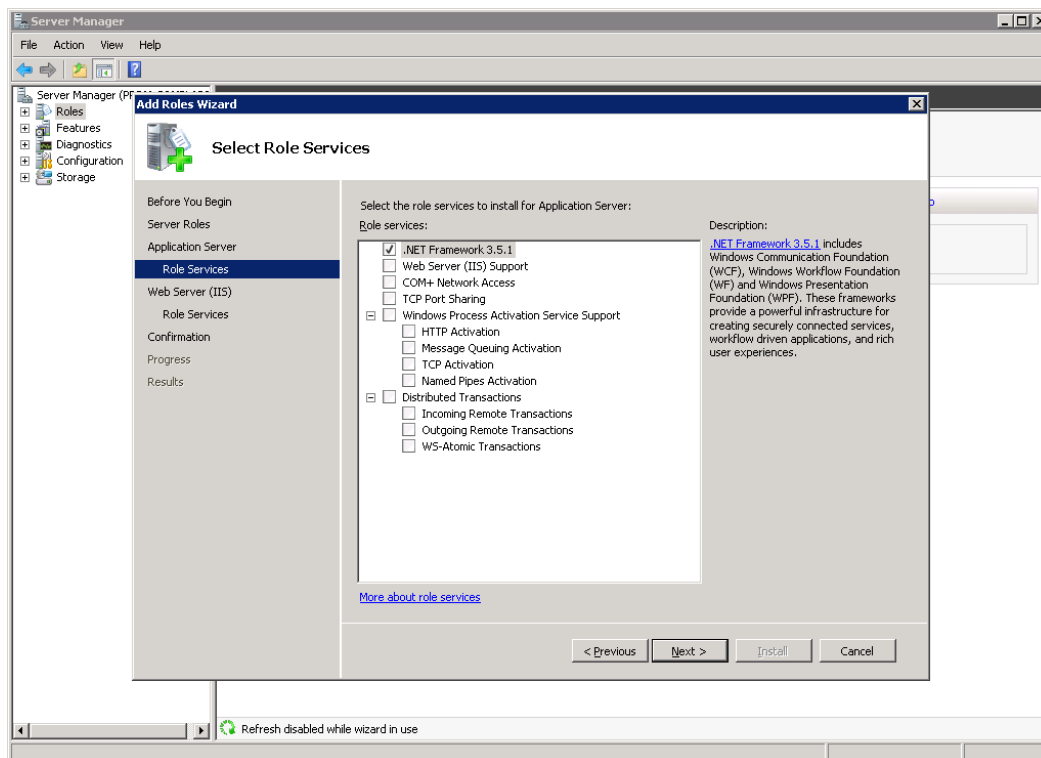 Server Manager
File Action View Help
Server Manager (
Roles
Features
Diagnostics
Configuration
Storage
Add Roles Wizard
Select Role Services
Before You Begin
Server Roles
Application Server
Role Services
Web Server (IIS)
Role Services
Confirmation
Progress
Results
Select the role services to install for Application Server:
Role services:
.NET Framework 3.5.1
Web Server (IIS) Support
COM+ Network Access
TCP Port Sharing
Windows Process Activation Service Support
HTTP Activation
Message Queuing Activation
TCP Activation
Named Pipes Activation
Distributed Transactions
Incoming Remote Transactions
Outgoing Remote Transactions
WS-Atomic Transactions
More about role services
Description:
.NET Framework 3.5.1 includes
Windows Communication Foundation
(WCF), Windows Workflow Foundation
(WF) and Windows Presentation
Foundation (WPF). These frameworks
provide a powerful infrastructure for
creating securely connected services,
workflow driven applications, and rich
user experiences.
< Previous Next > Install Cancel
Refresh disabled while wizard in use